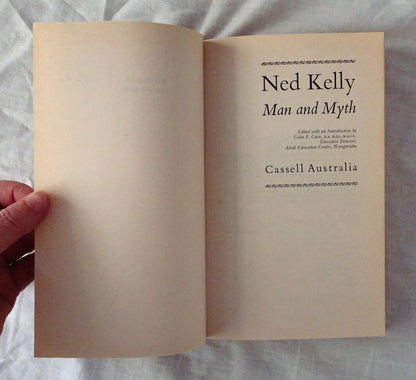 Ned Kelly
Man and Myth
Edited with an Introduction by
Colin F. Cave, B.A., B.ED., M.A.C.E.,
Executive Director,
Adult Education Centre, Wangaratta
Cassell Australia